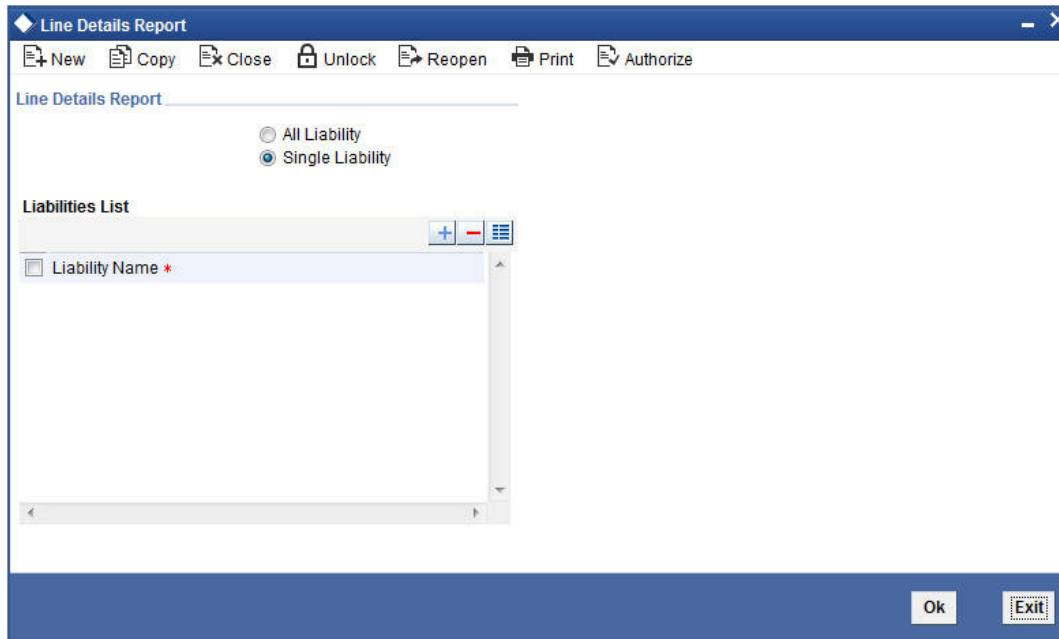 Line Details Report
New Copy Close Unlock Reopen Print Authorize
Line Details Report
All Liability
Single Liability
Liabilities List
Liability Name *
Ok Exit